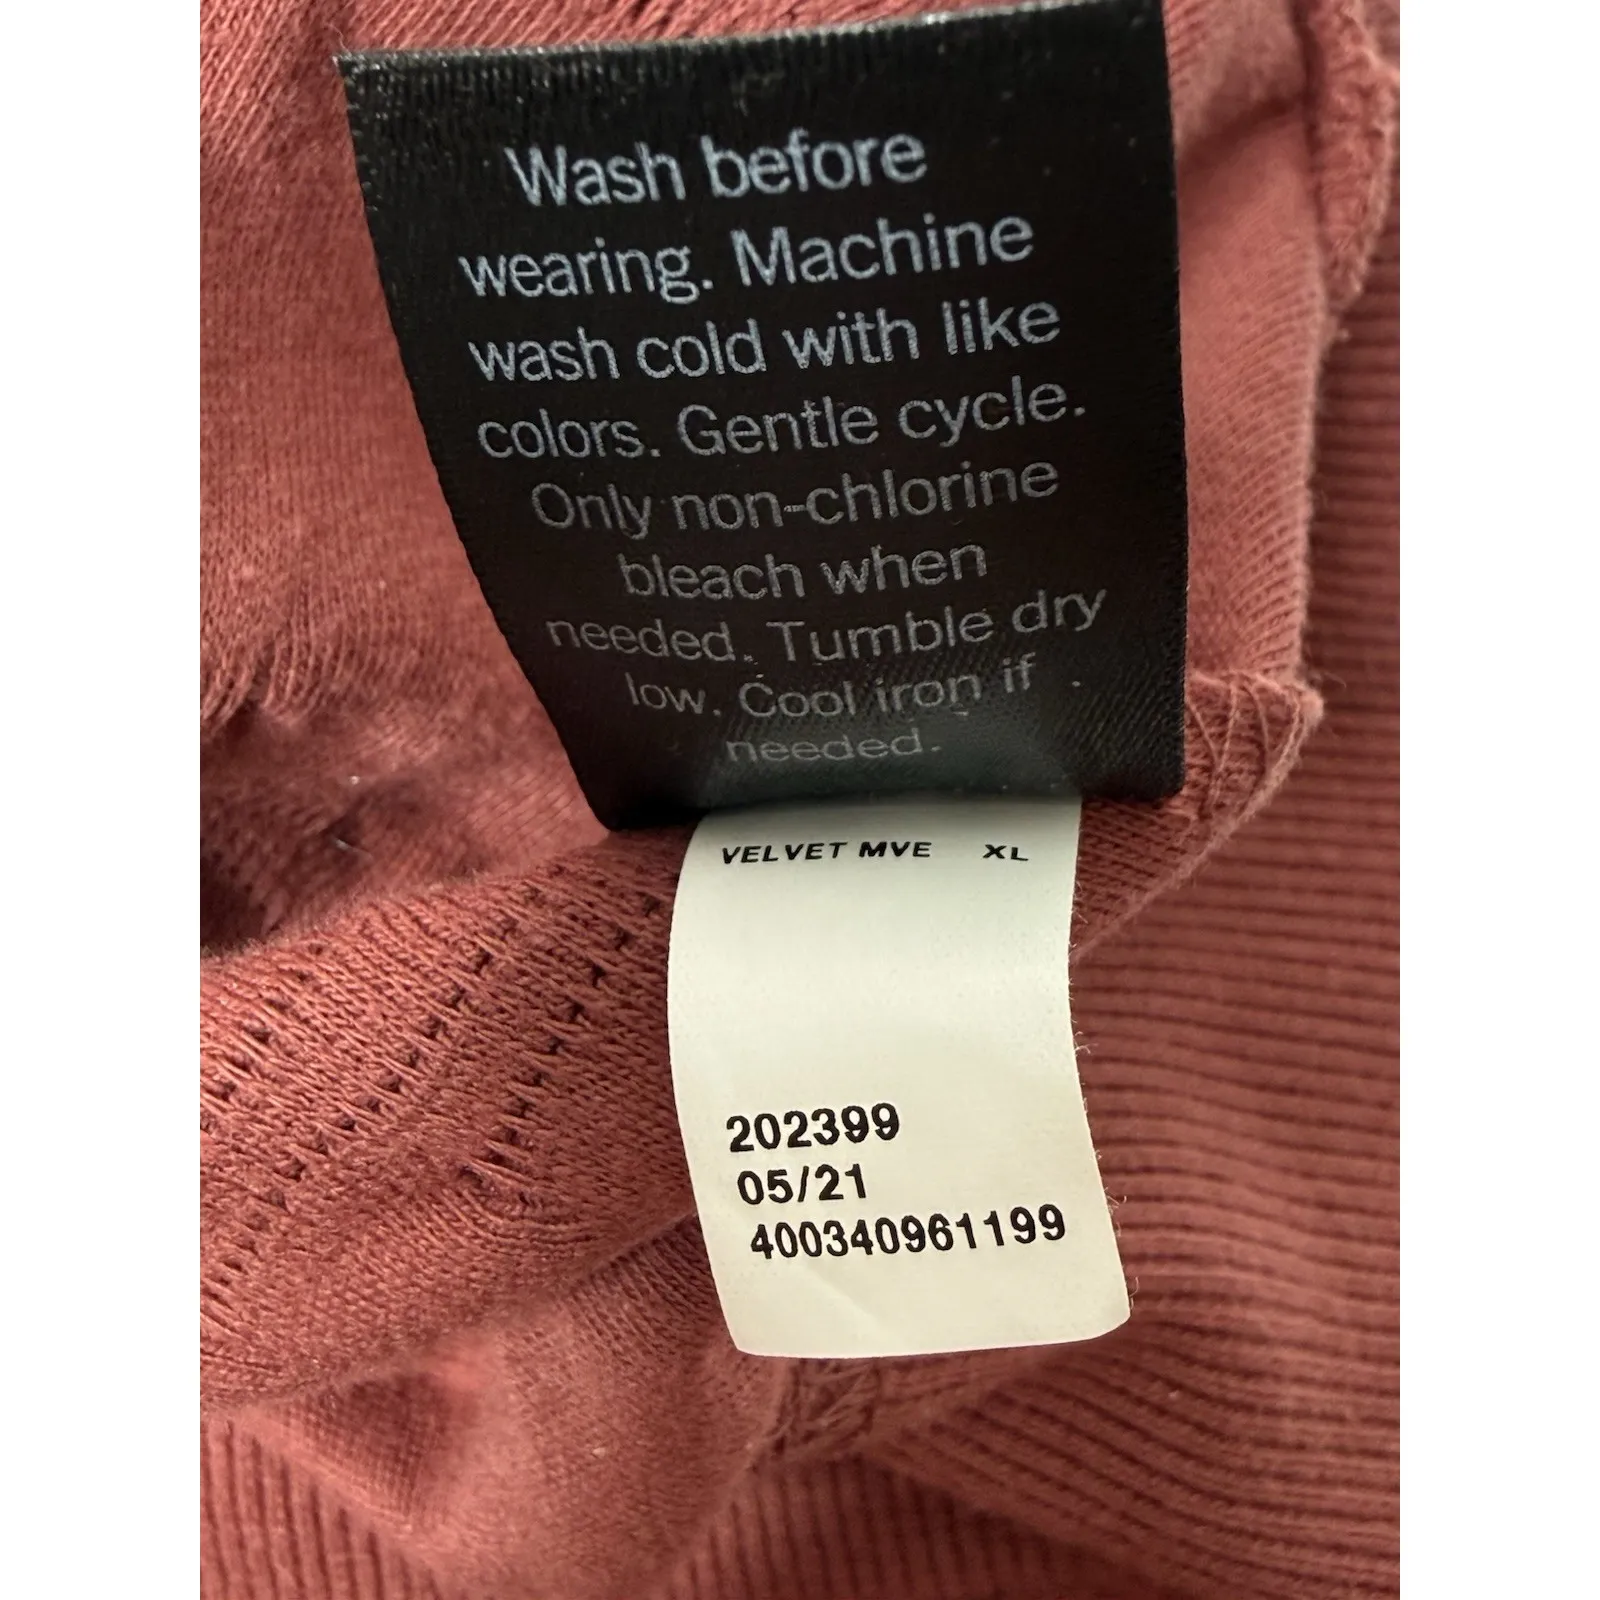 Wash before
wearing. Machine
wash cold with like
colors. Gentle cycle.
Only non-chlorine
bleach when
needed. Tumble dry
low. Cool iron if
needed.
VELVET MVE XL
202399
05/21
400340961199